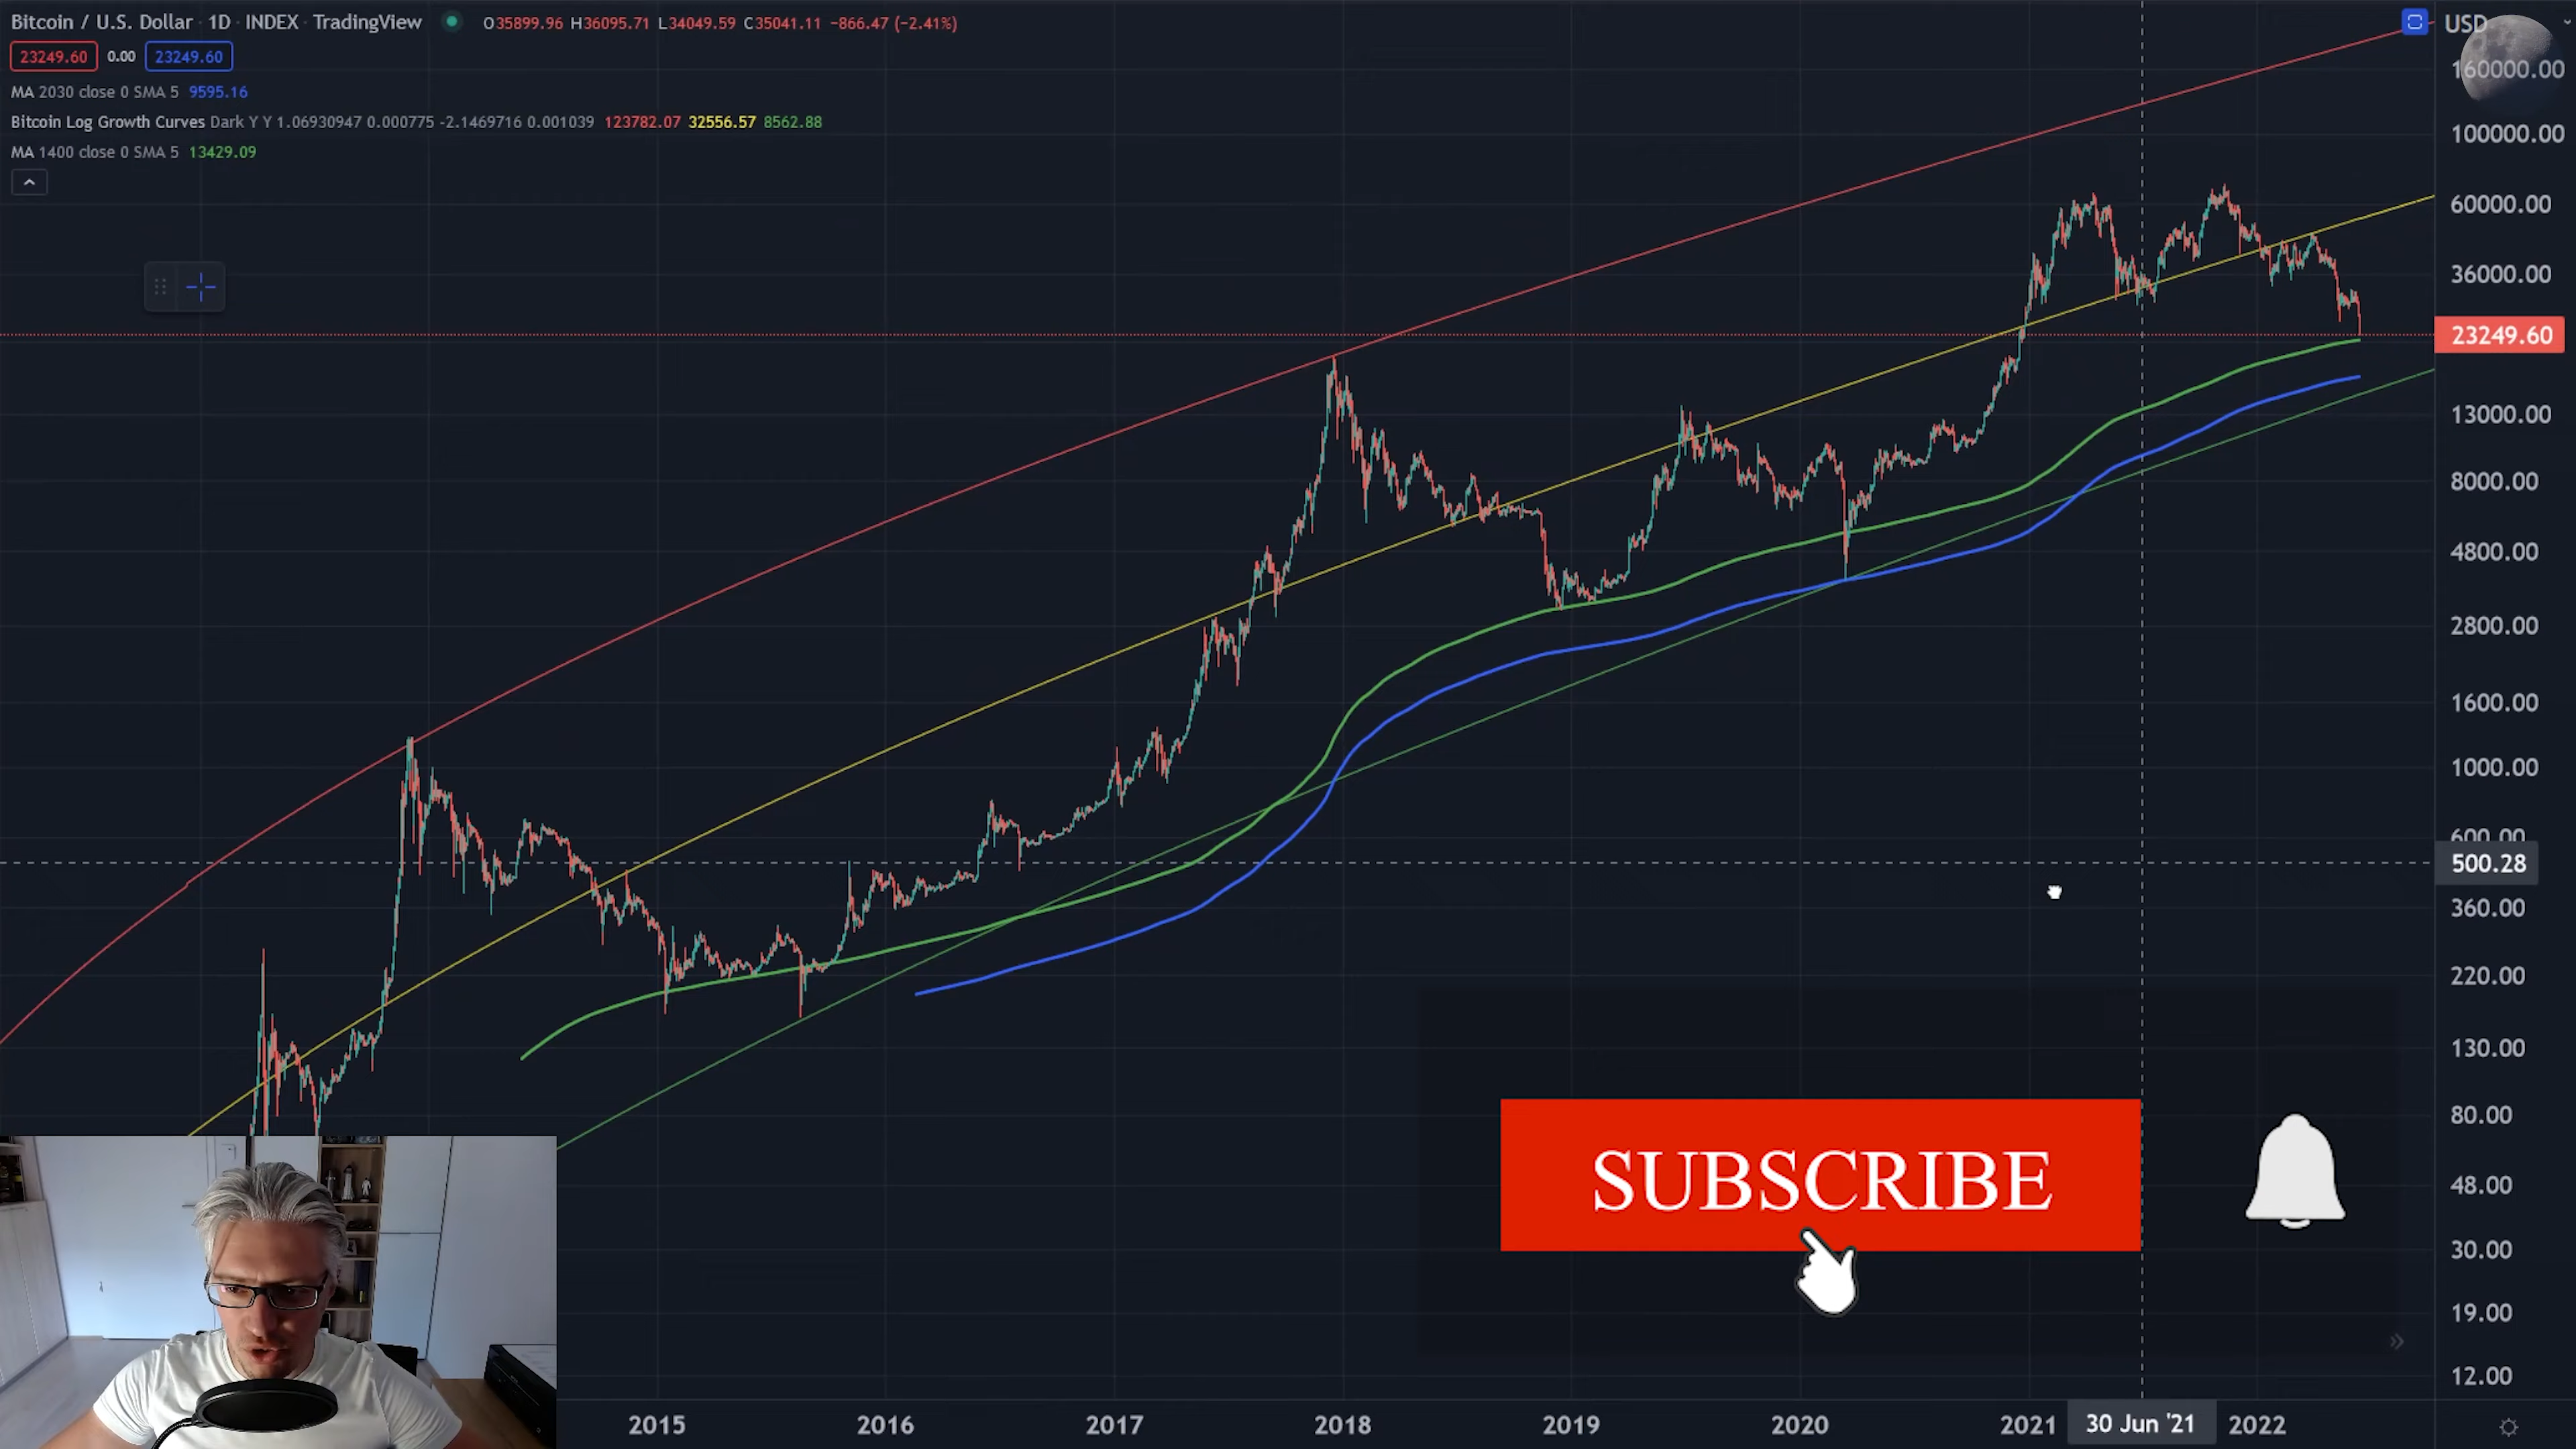 Bitcoin / U.S. Dollar · 1D · INDEX · TradingView O35899.96 H36095.71 L34049.59 C35041.11 −866.47 (−2.41%)
23249.60 0.00 23249.60
MA 2030 close 0 SMA 5 9595.16
Bitcoin Log Growth Curves Dark Y Y 1.06930947 0.000775 -2.1469716 0.001039 123782.07 32556.57 8562.88
MA 1400 close 0 SMA 5 13429.09
USD
160000.00
100000.00
60000.00
36000.00
23249.60
13000.00
8000.00
4800.00
2800.00
1600.00
1000.00
600.00
500.28
360.00
220.00
130.00
80.00
48.00
30.00
19.00
12.00
SUBSCRIBE
2015 2016 2017 2018 2019 2020 2021 30 Jun '21 2022